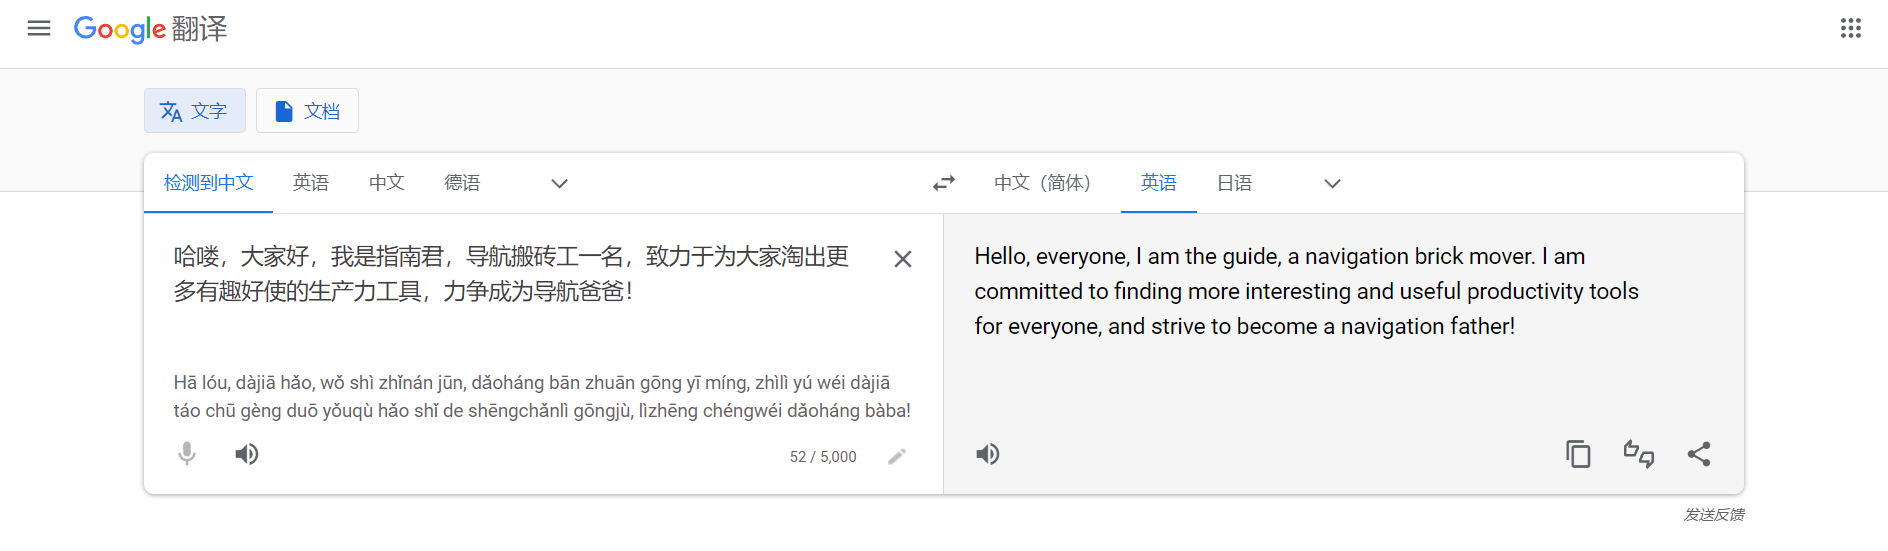 Google 翻译
文字 文档
检测到中文 英语 中文 德语 中文（简体） 英语 日语
哈喽，大家好，我是指南君，导航搬砖工一名，致力于为大家淘出更
多有趣好使的生产力工具，力争成为导航爸爸！
Hā lóu, dàjiā hǎo, wǒ shì zhǐnán jūn, dǎoháng bān zhuān gōng yī míng, zhìlì yú wéi dàjiā
táo chū gèng duō yǒuqù hǎo shǐ de shēngchǎnlì gōngjù, lìzhēng chéngwéi dǎoháng bàba!
52 / 5,000
Hello, everyone, I am the guide, a navigation brick mover. I am
committed to finding more interesting and useful productivity tools
for everyone, and strive to become a navigation father!
发送反馈